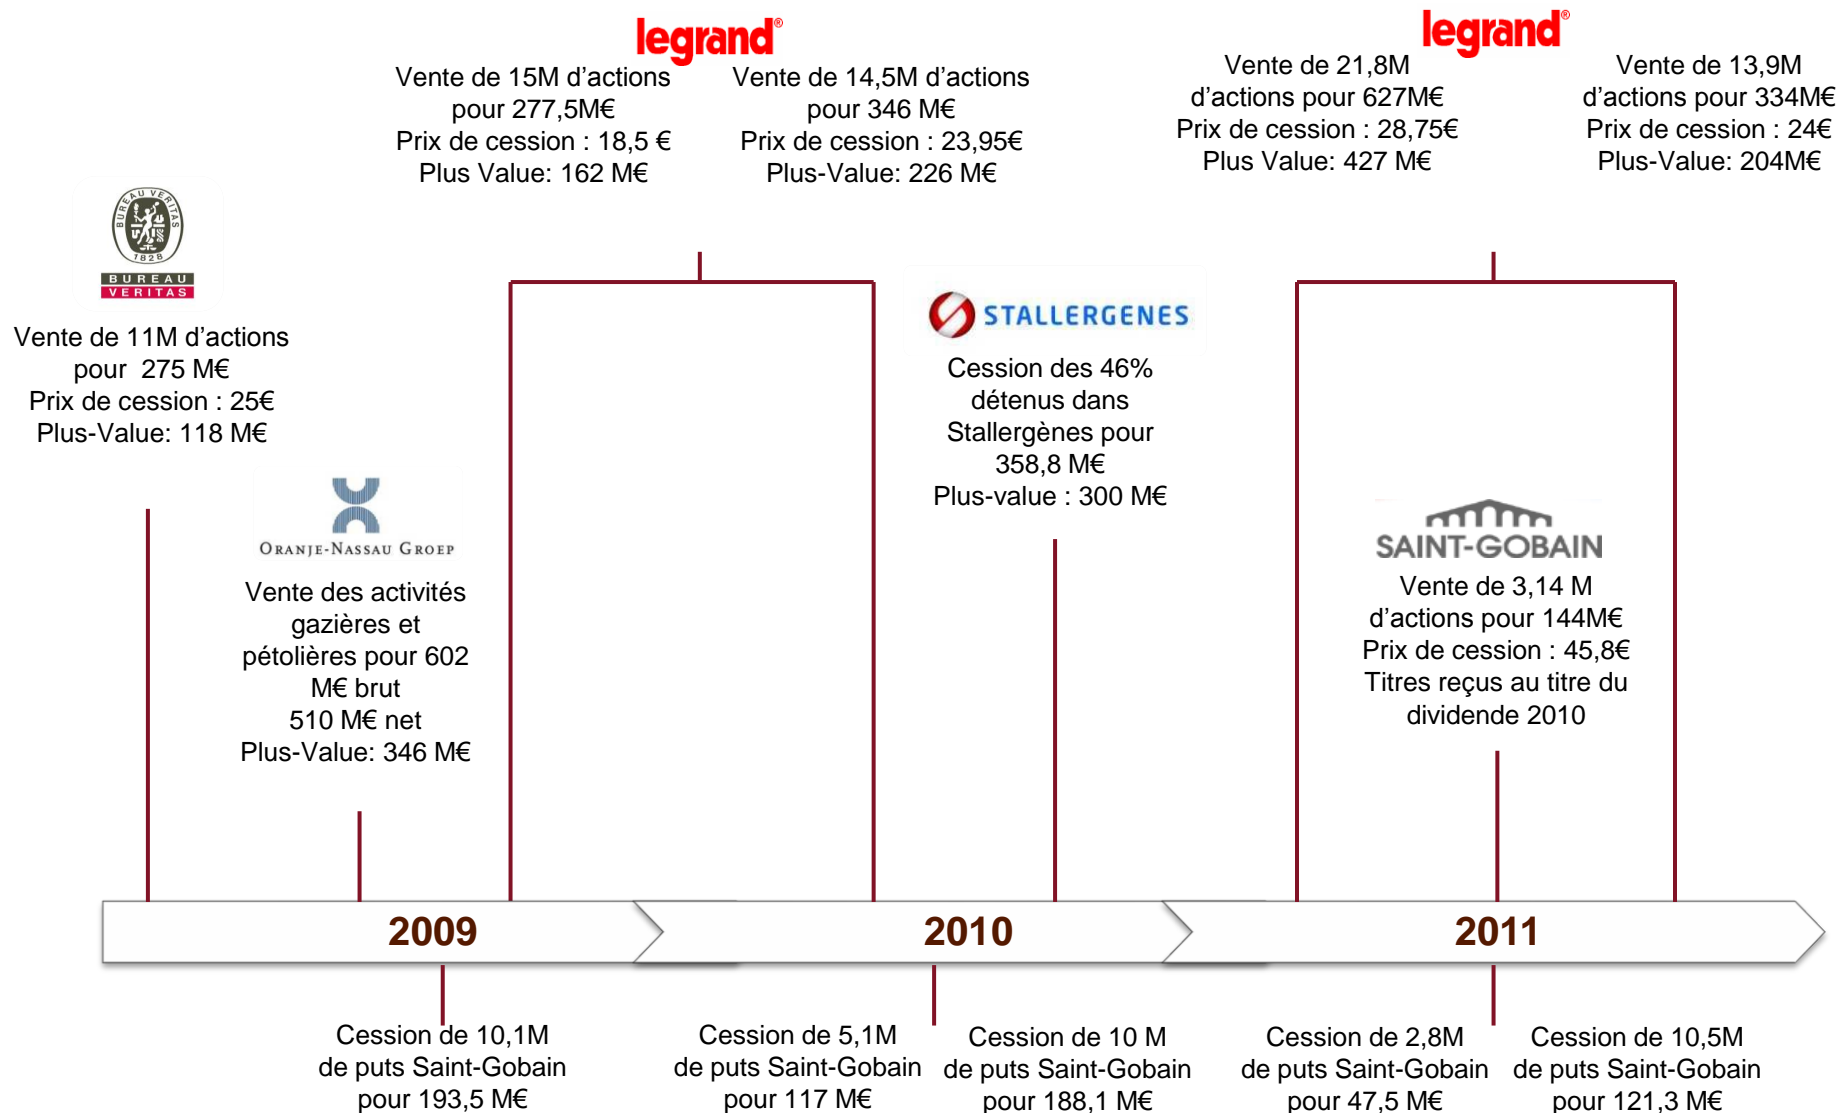 legrand®
Vente de 15M d’actions
pour 277,5M€
Prix de cession : 18,5 €
Plus Value: 162 M€
Vente de 14,5M d’actions
pour 346 M€
Prix de cession : 23,95€
Plus-Value: 226 M€
legrand®
Vente de 21,8M
d’actions pour 627M€
Prix de cession : 28,75€
Plus Value: 427 M€
Vente de 13,9M
d’actions pour 334M€
Prix de cession : 24€
Plus-Value: 204M€
BUREAU VERITAS
1828
BUREAU
VERITAS
Vente de 11M d’actions
pour 275 M€
Prix de cession : 25€
Plus-Value: 118 M€
ORANJE-NASSAU GROEP
Vente des activités
gazières et
pétolières pour 602
M€ brut
510 M€ net
Plus-Value: 346 M€
STALLERGENES
Cession des 46%
détenus dans
Stallergènes pour
358,8 M€
Plus-value : 300 M€
SAINT-GOBAIN
Vente de 3,14 M
d’actions pour 144M€
Prix de cession : 45,8€
Titres reçus au titre du
dividende 2010
2009
2010
2011
Cession de 10,1M
de puts Saint-Gobain
pour 193,5 M€
Cession de 5,1M
de puts Saint-Gobain
pour 117 M€
Cession de 10 M
de puts Saint-Gobain
pour 188,1 M€
Cession de 2,8M
de puts Saint-Gobain
pour 47,5 M€
Cession de 10,5M
de puts Saint-Gobain
pour 121,3 M€